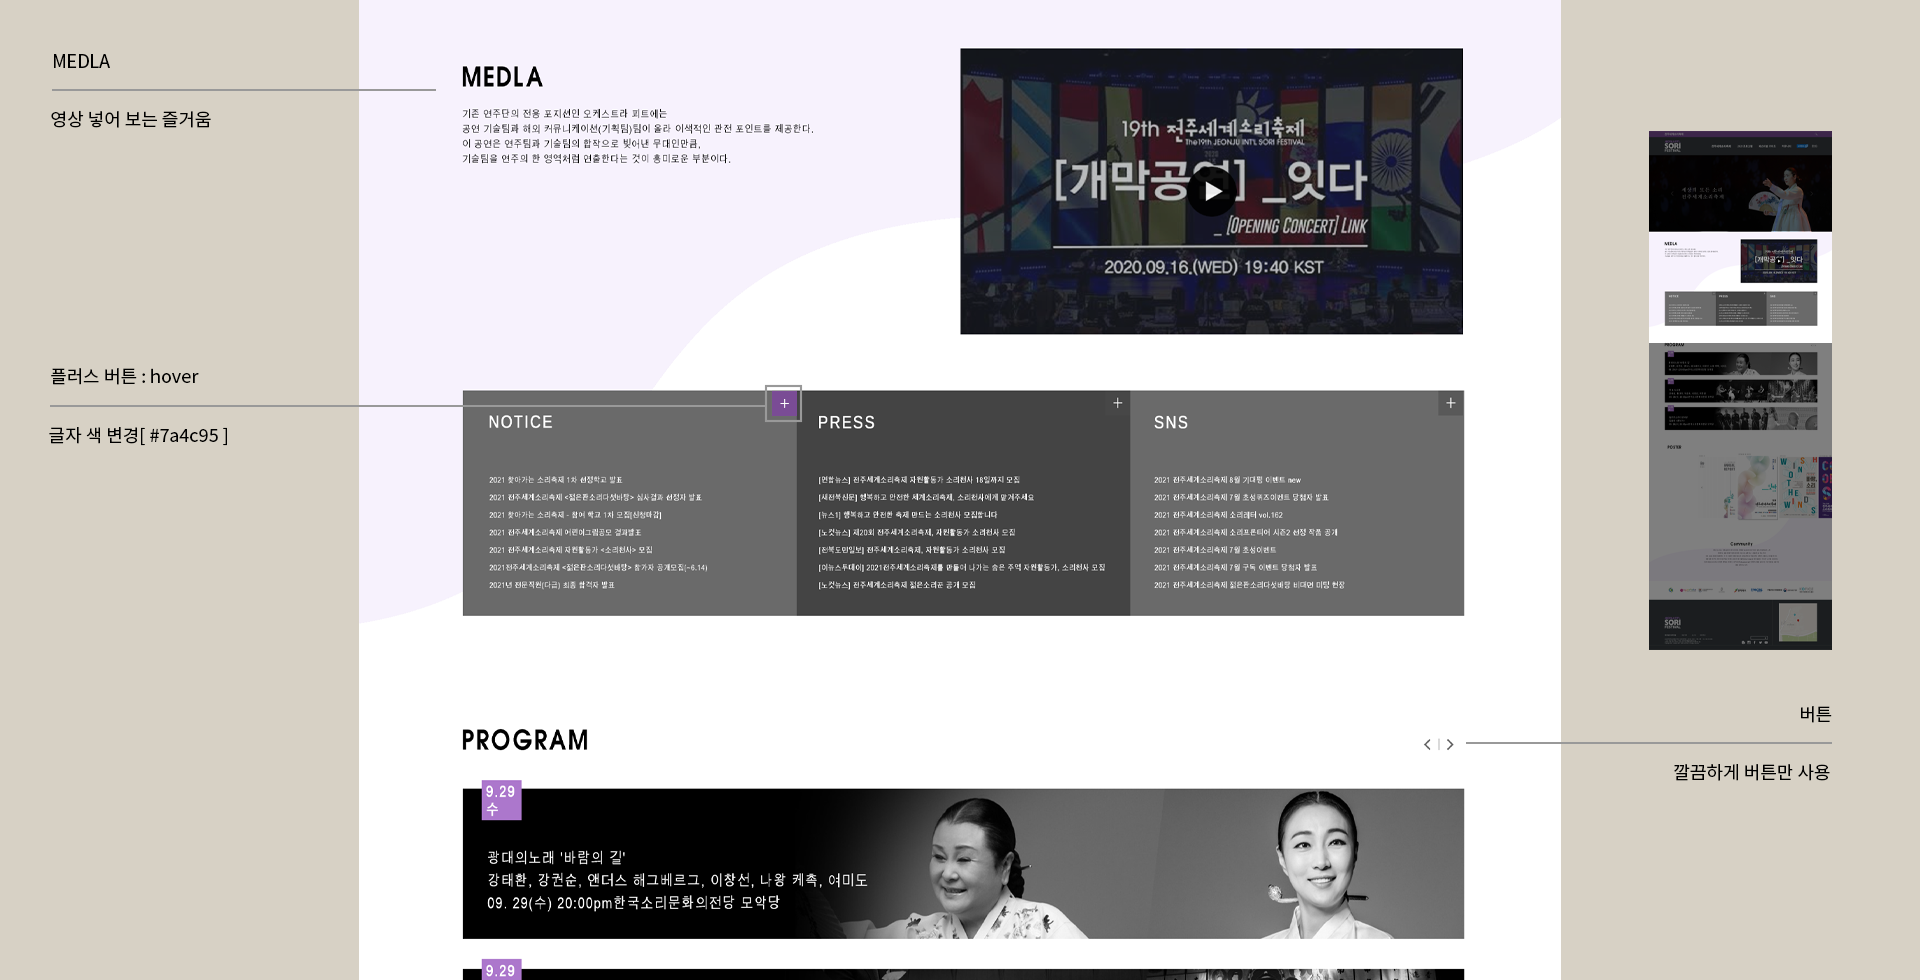 MEDLA
영상 넣어 보는 즐거움
MEDLA
기존 연주단의 전용 포지션인 오케스트라 피트에는
공연 기술팀과 해외 커뮤니케이션(기획팀)팀이 올라 이색적인 관전 포인트를 제공한다.
이 공연은 연주팀과 기술팀의 합작으로 빚어낸 무대인만큼,
기술팀을 연주의 한 영역처럼 연출한다는 것이 흥미로운 부분이다.
19th 전주세계소리축제
The19th JEONJU INT'L SORI FESTIVAL
[개막공연] _잇다
_ [OPENING CONCERT] LINK
2020.09.16.(WED) 19:40 KST
플러스 버튼 : hover
글자 색 변경[ #7a4c95 ]
NOTICE
2021 찾아가는 소리축제 1차 선정학교 발표
2021 전주세계소리축제 <젊은판소리다섯바탕> 심사결과 선정자 발표
2021 찾아가는 소리축제 - 참여 학교 1차 모집[신청마감]
2021 전주세계소리축제 어린이그림공모 결과발표
2021 전주세계소리축제 자원활동가 <소리천사> 모집
2021전주세계소리축제 <젊은판소리다섯바탕> 참가자 공개모집(~6.14)
2021년 전문직원(다급) 최종 합격자 발표
PRESS
[연합뉴스] 전주세계소리축제 자원활동가 소리천사 18일까지 모집
[새전북신문] 행복하고 안전한 세계소리축제, 소리천사에게 맡겨주세요
[뉴스1] 행복하고 안전한 축제 만드는 소리천사 모집합니다
[노컷뉴스] 제20회 전주세계소리축제, 자원활동가 소리천사 모집
[전북도민일보] 전주세계소리축제, 자원활동가 소리천사 모집
[이뉴스투데이] 2021전주세계소리축제를 만들어 나가는 숨은 주역 자원활동가, 소리천사 모집
[노컷뉴스] 전주세계소리축제 젊은소리꾼 공개 모집
SNS
2021 전주세계소리축제 8월 기대평 이벤트 new
2021 전주세계소리축제 7월 초성퀴즈이벤트 당첨자 발표
2021 전주세계소리축제 소리레터 vol.162
2021 전주세계소리축제 소리프론티어 시즌2 선정 작품 공개
2021 전주세계소리축제 7월 초성이벤트
2021 전주세계소리축제 7월 구독 이벤트 당첨자 발표
2021 전주세계소리축제 젊은판소리다섯바탕 비대면 미팅 현장
PROGRAM
버튼
깔끔하게 버튼만 사용
9.29
수
광대의노래 '바람의 길'
강태환, 강권순, 앤더스 해그베르그, 이창선, 나왕 케촉, 여미도
09. 29(수) 20:00pm한국소리문화의전당 모악당
9.29
SORI
FESTIVAL
MEDLA
[개막공연] _잇다
NOTICE
PRESS
SNS
PROGRAM
POSTER
Community
SORI
FESTIVAL